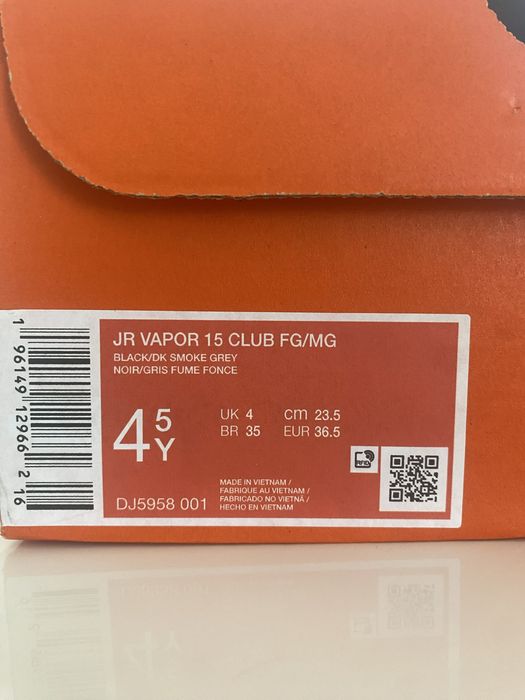 JR VAPOR 15 CLUB FG/MG
BLACK/DK SMOKE GREY
NOIR/GRIS FUME FONCE
4 5Y
UK 4 cm 23.5
BR 35 EUR 36.5
RFID
MADE IN VIETNAM /
FABRIQUE AU VIETNAM /
FABRICADO NO VIETNÃ /
HECHO EN VIETNAM
DJ5958 001
1 96149 12966 2 16